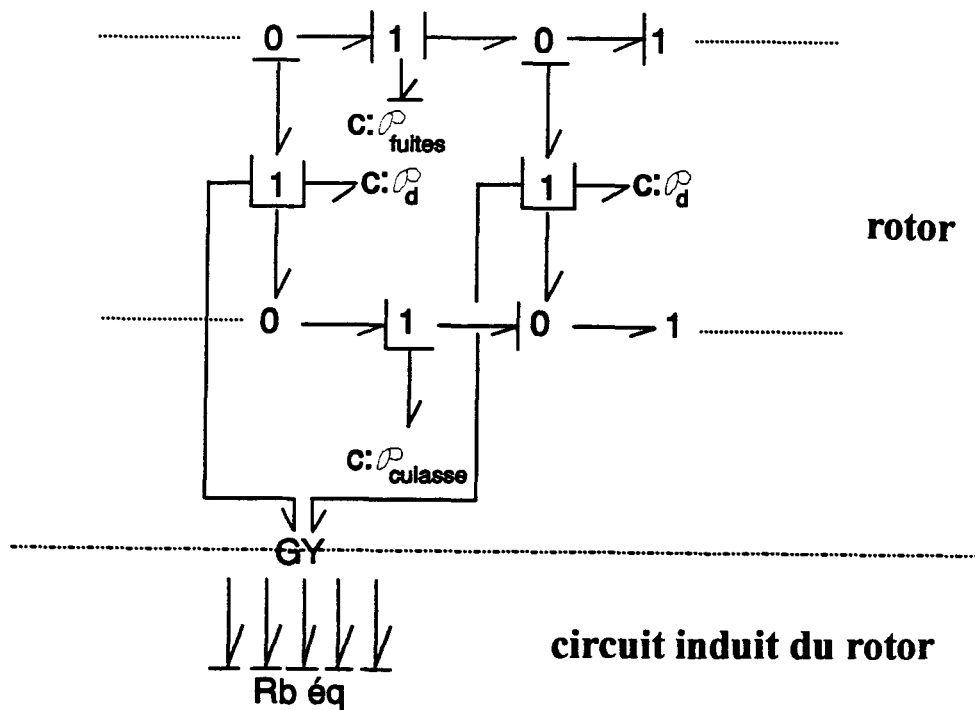 0 1 0 1
c: 𝒫fuites
1 c: 𝒫d 1 c: 𝒫d
rotor
0 1 0 1
c: 𝒫culasse
GY
circuit induit du rotor
Rb éq